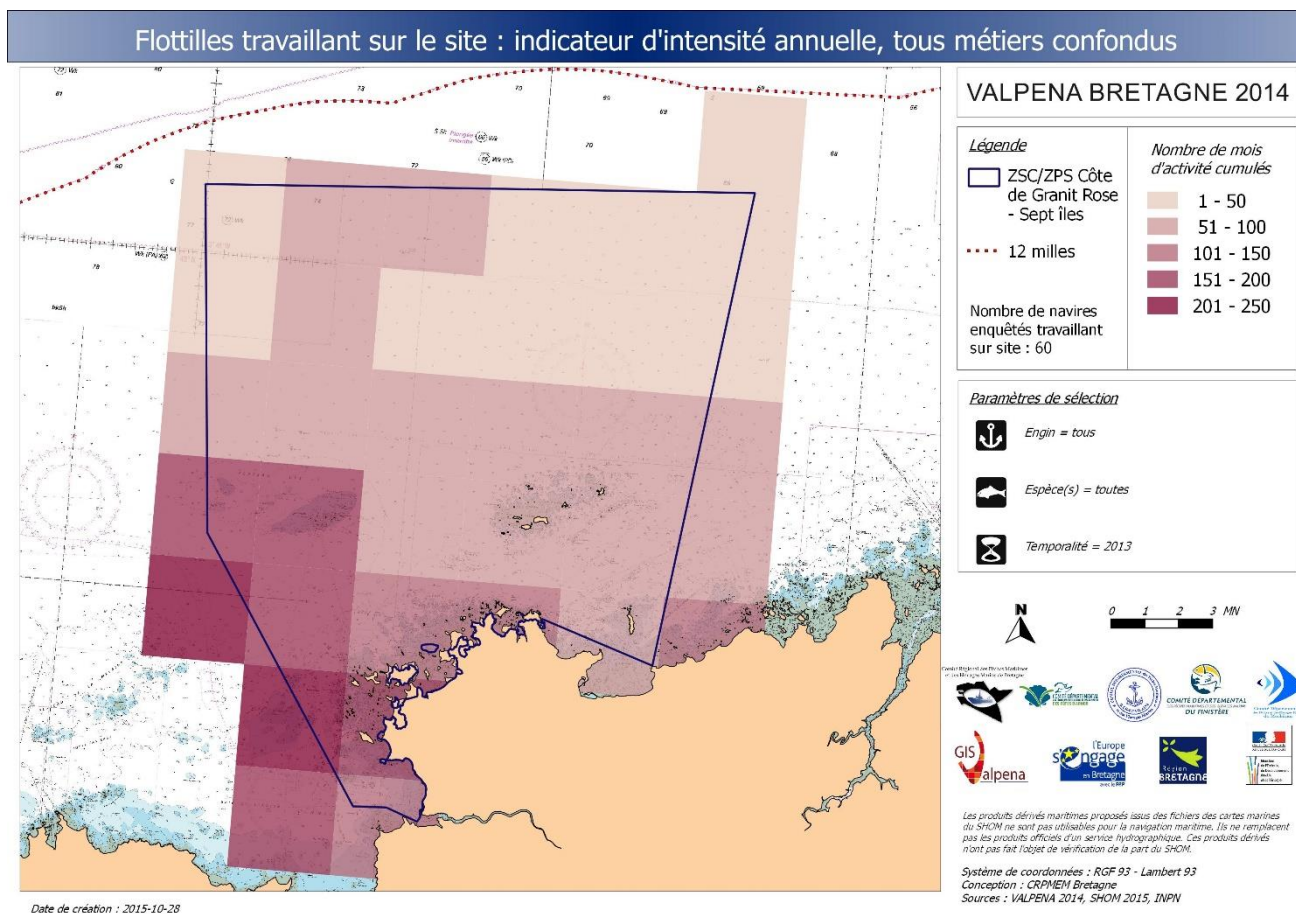 Flottilles travaillant sur le site : indicateur d'intensité annuelle, tous métiers confondus
VALPENA BRETAGNE 2014
Légende
ZSC/ZPS Côte
de Granit Rose
- Sept îles
12 milles
Nombre de navires
enquêtés travaillant
sur site : 60
Nombre de mois
d'activité cumulés
1 - 50
51 - 100
101 - 150
151 - 200
201 - 250
Paramètres de sélection
Engin = tous
Espèce(s) = toutes
Temporalité = 2013
N
0 1 2 3 MN
COMITÉ DÉPARTEMENTAL
DU FINISTÈRE
GIS
Valpena
l'Europe
s'engage
en Bretagne
avec le FEP
Région
BRETAGNE
Les produits dérivés maritimes proposés issus des fichiers des cartes marines
du SHOM ne sont pas utilisables pour la navigation maritime. Ils ne remplacent
pas les produits officiels d'un service hydrographique. Ces produits dérivés
n'ont pas fait l'objet de vérification de la part du SHOM.
Système de coordonnées : RGF 93 - Lambert 93
Conception : CRPMEM Bretagne
Sources : VALPENA 2014, SHOM 2015, INPN
Date de création : 2015-10-28